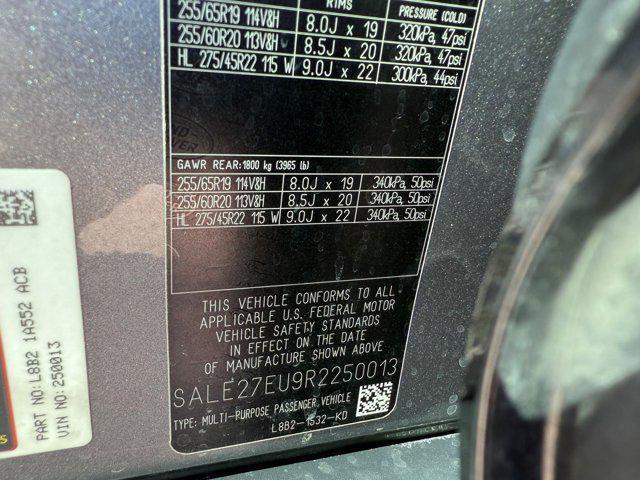 RIMS
PRESSURE (COLD)
255/65R19 114V&H 8.0J x 19 320kPa, 47psi
255/60R20 113V&H 8.5J x 20 320kPa, 47psi
HL 275/45R22 115 W 9.0J x 22 300kPa, 44psi
GAWR REAR:1800 kg (3965 lb)
255/65R19 114V&H 8.0J x 19 340kPa, 50psi
255/60R20 113V&H 8.5J x 20 340kPa, 50psi
HL 275/45R22 115 W 9.0J x 22 340kPa, 50psi
THIS VEHICLE CONFORMS TO ALL
APPLICABLE U.S. FEDERAL MOTOR
VEHICLE SAFETY STANDARDS
IN EFFECT ON THE DATE
OF MANUFACTURE SHOWN ABOVE
SALE27EU9R2250013
TYPE: MULTI-PURPOSE PASSENGER VEHICLE
L8B2-1532-KD
PART NO:L8B2 1A552 ACB
VIN NO:250013